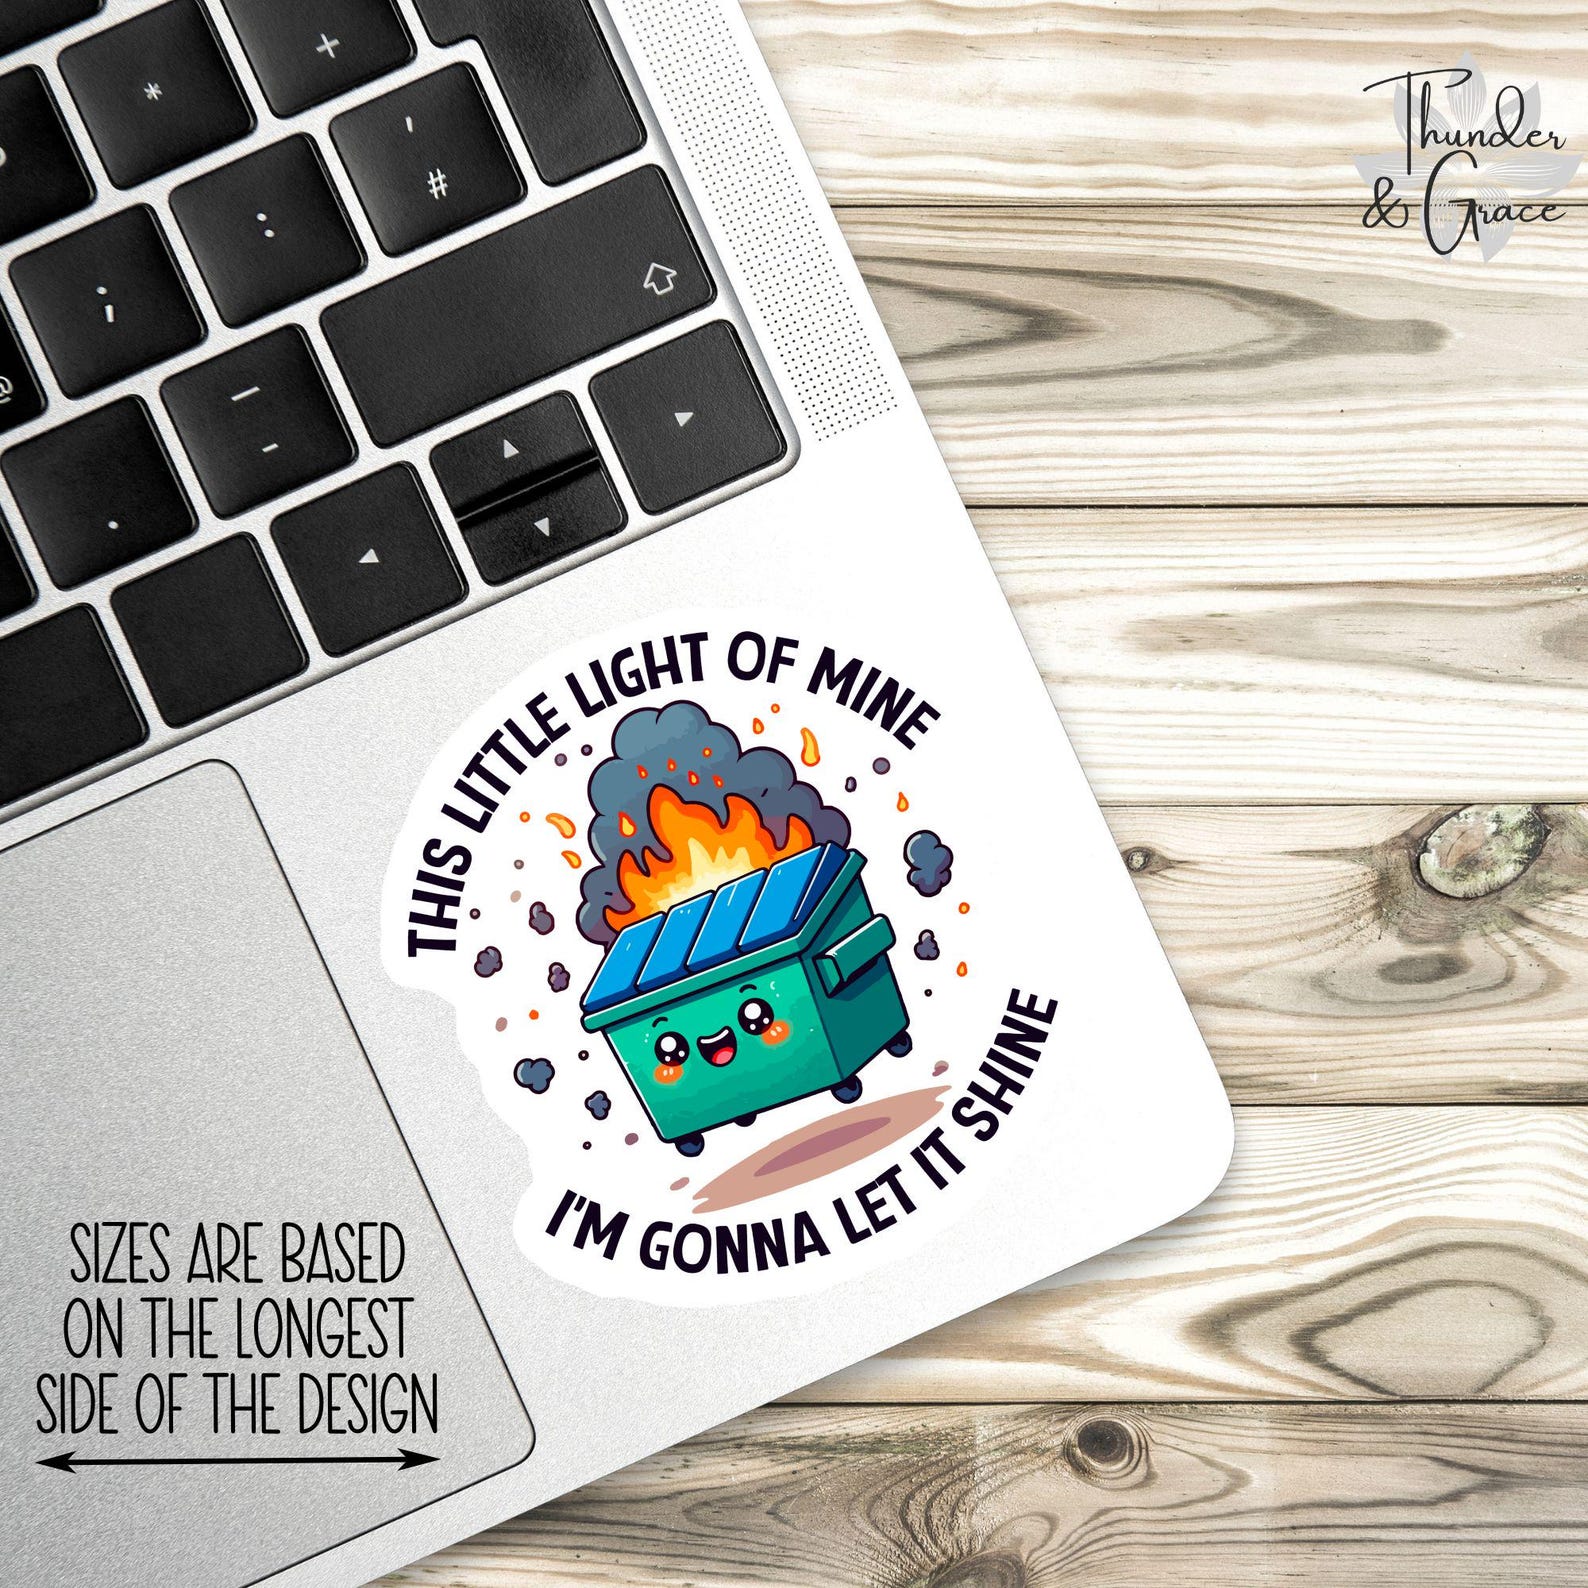 *
+
'
#
:
;
@
—
-
.
Thunder
& Grace
THIS LITTLE LIGHT OF MINE
I'M GONNA LET IT SHINE
SIZES ARE BASED
ON THE LONGEST
SIDE OF THE DESIGN